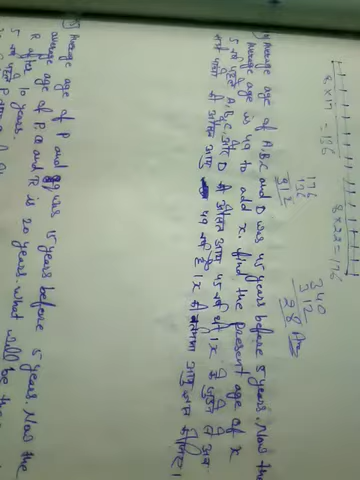 8 × 17 = 136
8 × 22 = 176
176
136
312
340
312
28 Ans
Average age of A, B, C and D was 45 years before 5 years. Now the
Average age is 49 to add x. find the present age of x
5 वर्ष पहले A, B, C, और D की औसत आयु 45 वर्ष थी। x को जुड़ने से अब
की औसत आयु 49 वर्ष है। x की वर्तमान आयु ज्ञात कीजिए।
Average age of P and Q was 15 years before 5 years. Now the
average age of P, Q and R is 20 years. What will be the
R after 10 years.
5 वर्ष पहले P